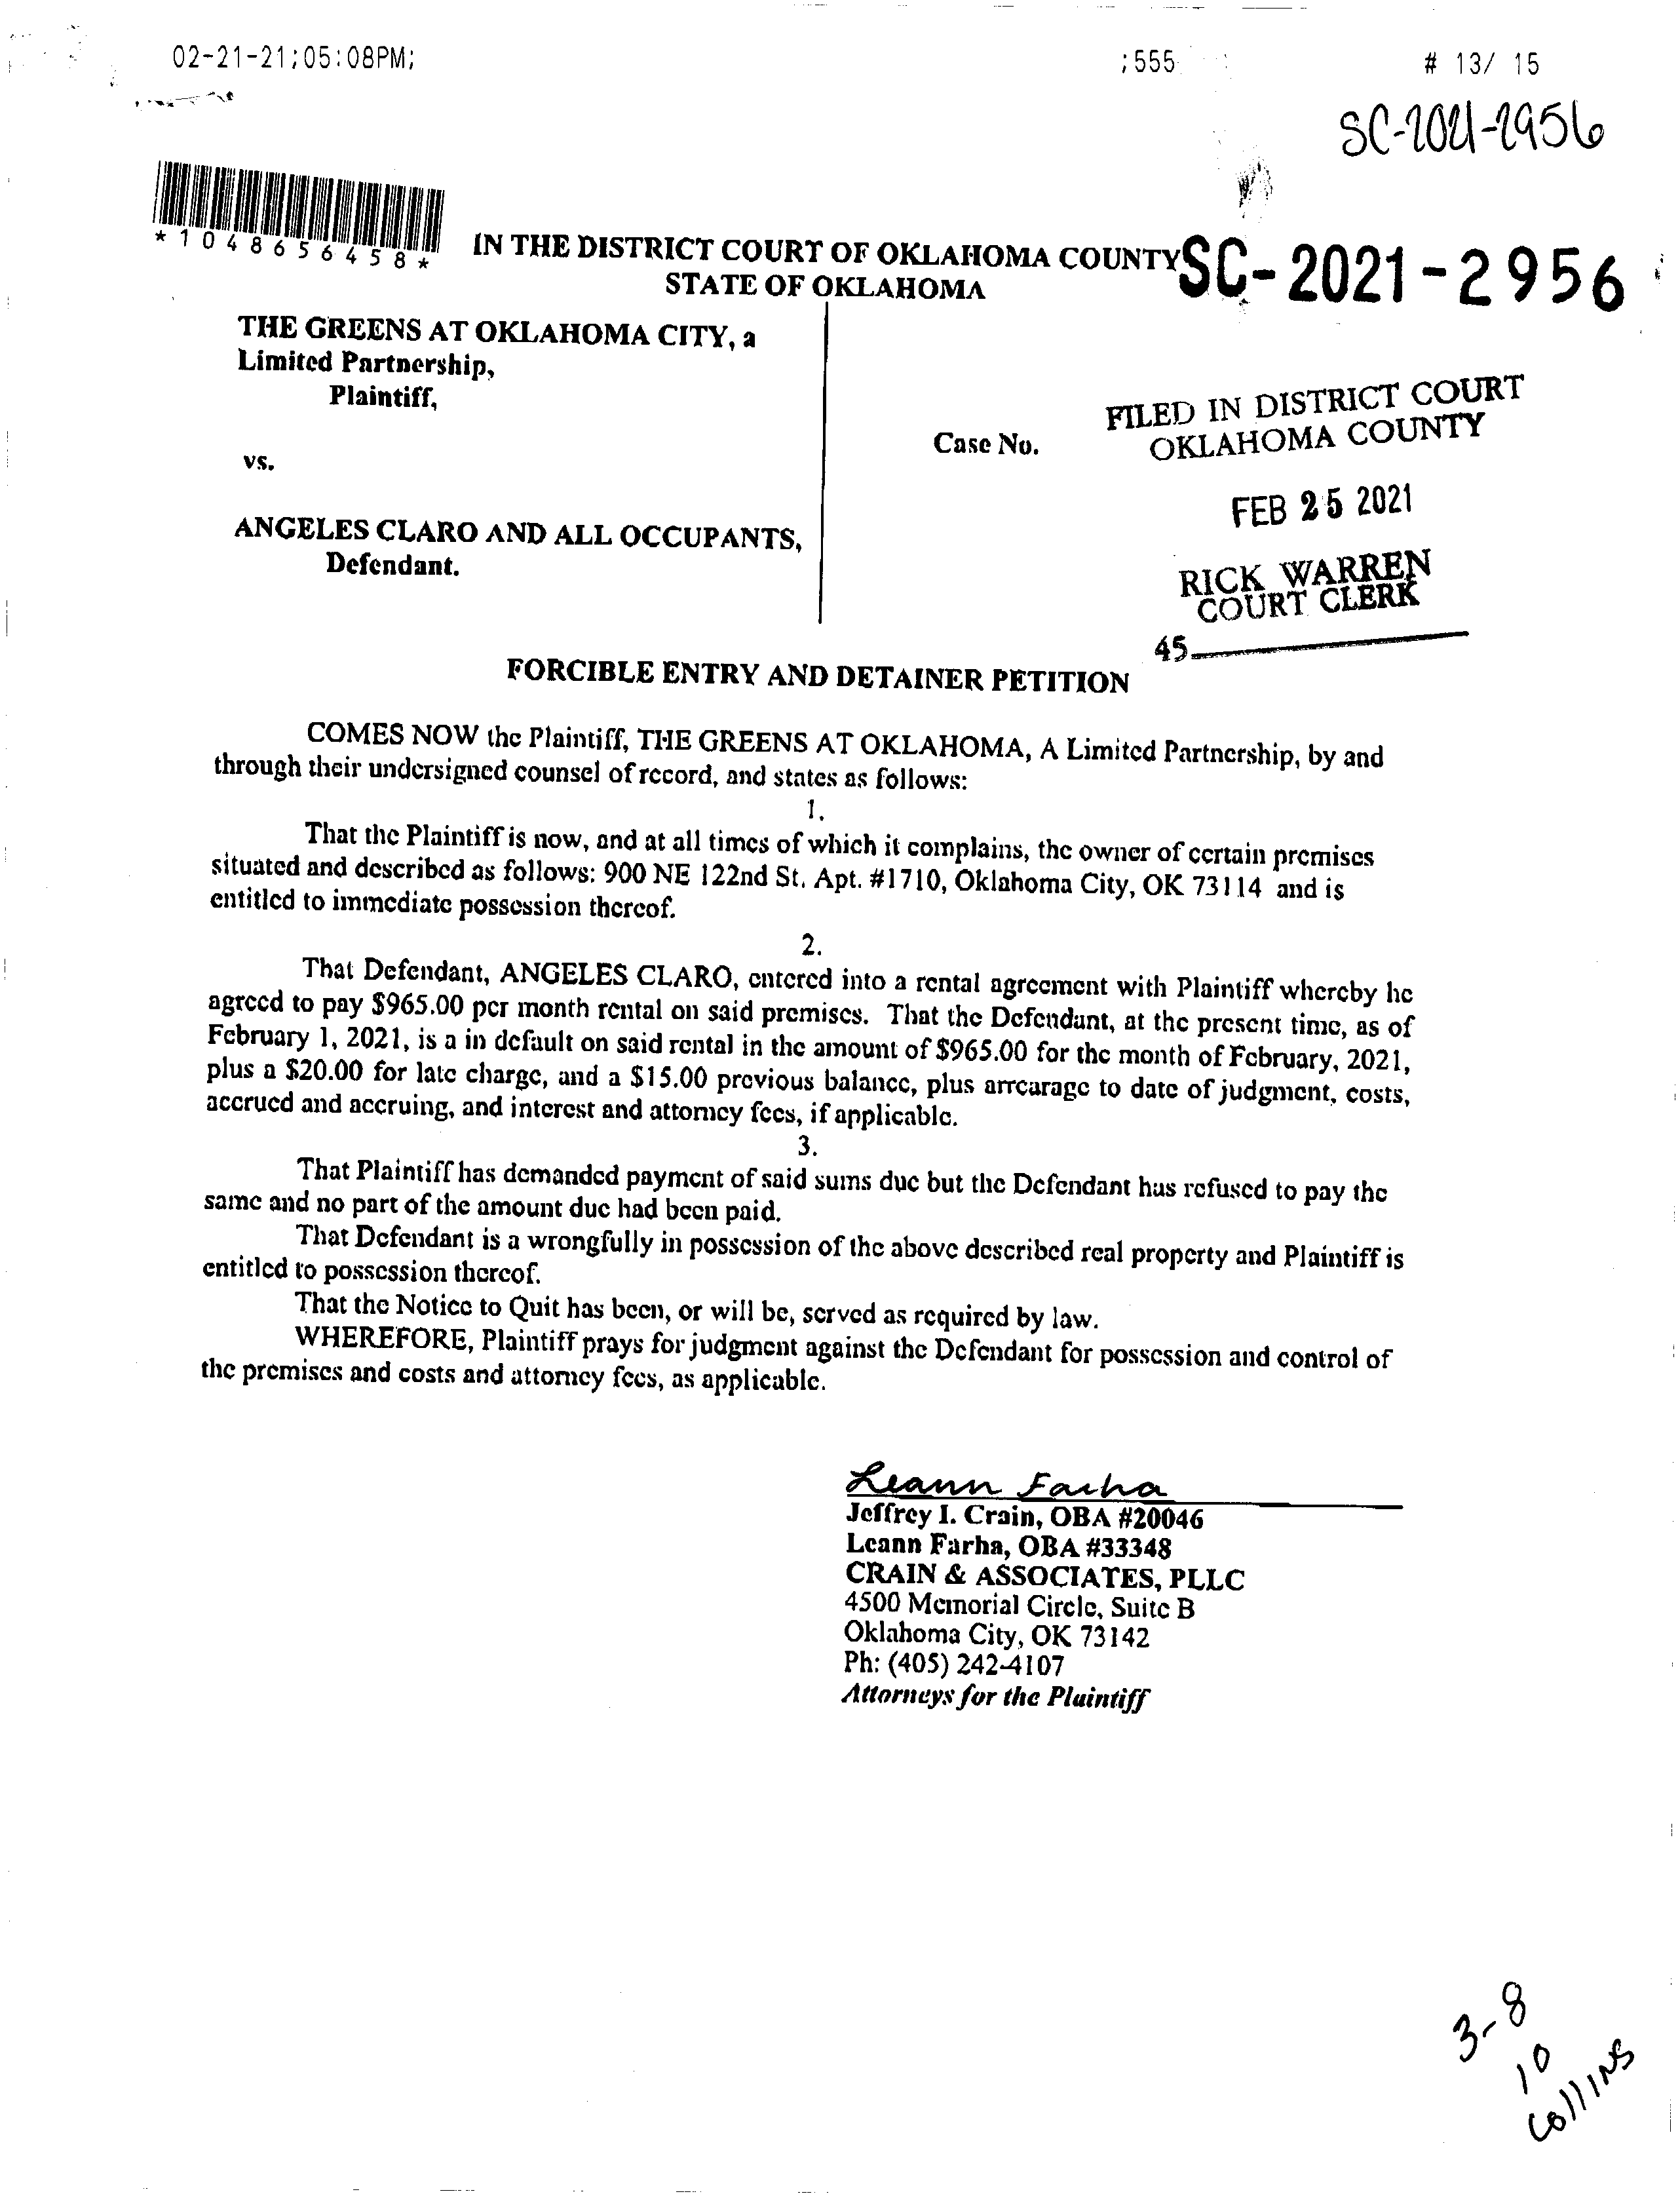 02-21-21;05:08PM; ;555 # 13/ 15
SC-2021-2956
*1048656458*
IN THE DISTRICT COURT OF OKLAHOMA COUNTY SC-2021-2956
STATE OF OKLAHOMA
THE GREENS AT OKLAHOMA CITY, a
Limited Partnership,
Plaintiff,
vs.
ANGELES CLARO AND ALL OCCUPANTS,
Defendant.
Case No.
FILED IN DISTRICT COURT
OKLAHOMA COUNTY
FEB 25 2021
RICK WARREN
COURT CLERK
45
FORCIBLE ENTRY AND DETAINER PETITION
COMES NOW the Plaintiff, THE GREENS AT OKLAHOMA, A Limited Partnership, by and
through their undersigned counsel of record, and states as follows:
1.
That the Plaintiff is now, and at all times of which it complains, the owner of certain premises
situated and described as follows: 900 NE 122nd St. Apt. #1710, Oklahoma City, OK 73114 and is
entitled to immediate possession thereof.
2.
That Defendant, ANGELES CLARO, entered into a rental agreement with Plaintiff whereby he
agreed to pay $965.00 per month rental on said premises. That the Defendant, at the present time, as of
February 1, 2021, is a in default on said rental in the amount of $965.00 for the month of February, 2021,
plus a $20.00 for late charge, and a $15.00 previous balance, plus arrearage to date of judgment, costs,
accrued and accruing, and interest and attorney fees, if applicable.
3.
That Plaintiff has demanded payment of said sums due but the Defendant has refused to pay the
same and no part of the amount due had been paid.
That Defendant is a wrongfully in possession of the above described real property and Plaintiff is
entitled to possession thereof.
That the Notice to Quit has been, or will be, served as required by law.
WHEREFORE, Plaintiff prays for judgment against the Defendant for possession and control of
the premises and costs and attorney fees, as applicable.
Leann Farha
Jeffrey I. Crain, OBA #20046
Leann Farha, OBA #33348
CRAIN & ASSOCIATES, PLLC
4500 Memorial Circle, Suite B
Oklahoma City, OK 73142
Ph: (405) 242-4107
Attorneys for the Plaintiff
3-8
10
Collins